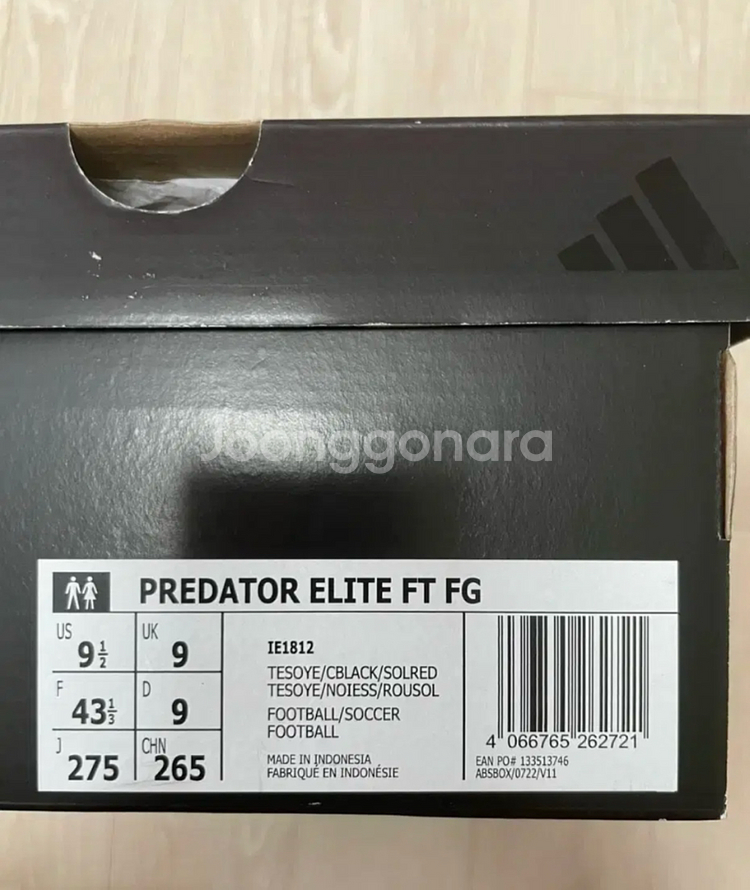 Joonggonara
PREDATOR ELITE FT FG
US 9 1/2
UK 9
F 43 1/3
D 9
J 275
CHN 265
IE1812
TESOYE/CBLACK/SOLRED
TESOYE/NOIESS/ROUSOL
FOOTBALL/SOCCER
FOOTBALL
MADE IN INDONESIA
FABRIQUÉ EN INDONÉSIE
4 066765 262721
EAN PO# 133513746
ABSBOX/0722/V11